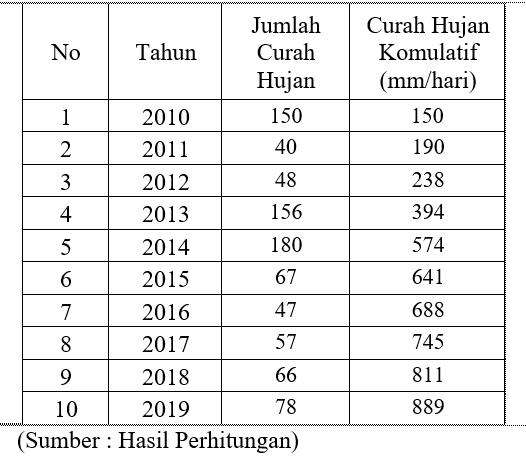 No Tahun Jumlah Curah Hujan Curah Hujan Komulatif (mm/hari)
1 2010 150 150
2 2011 40 190
3 2012 48 238
4 2013 156 394
5 2014 180 574
6 2015 67 641
7 2016 47 688
8 2017 57 745
9 2018 66 811
10 2019 78 889
(Sumber : Hasil Perhitungan)